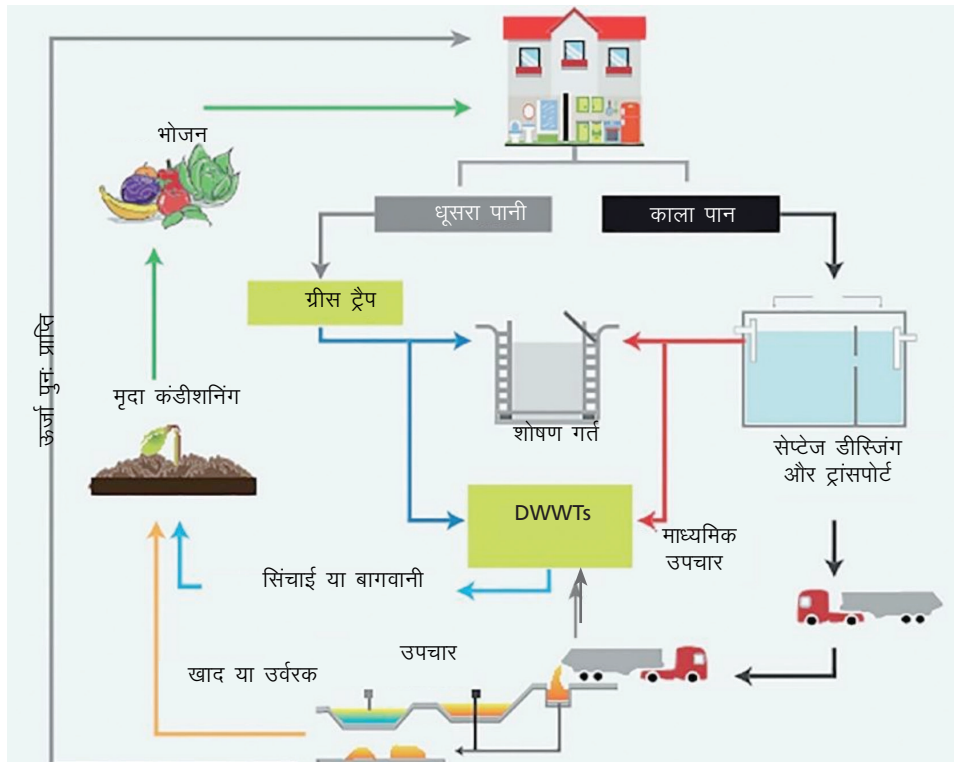 भोजन
धूसरा पानी
काला पान
ग्रीस ट्रैप
ऊर्जा पुनः प्राप्ति
मृदा कंडीशनिंग
शोषण गर्त
सेप्टेज डीस्जिंग
और ट्रांसपोर्ट
DWWTs
माध्यमिक
उपचार
सिंचाई या बागवानी
उपचार
खाद या उर्वरक